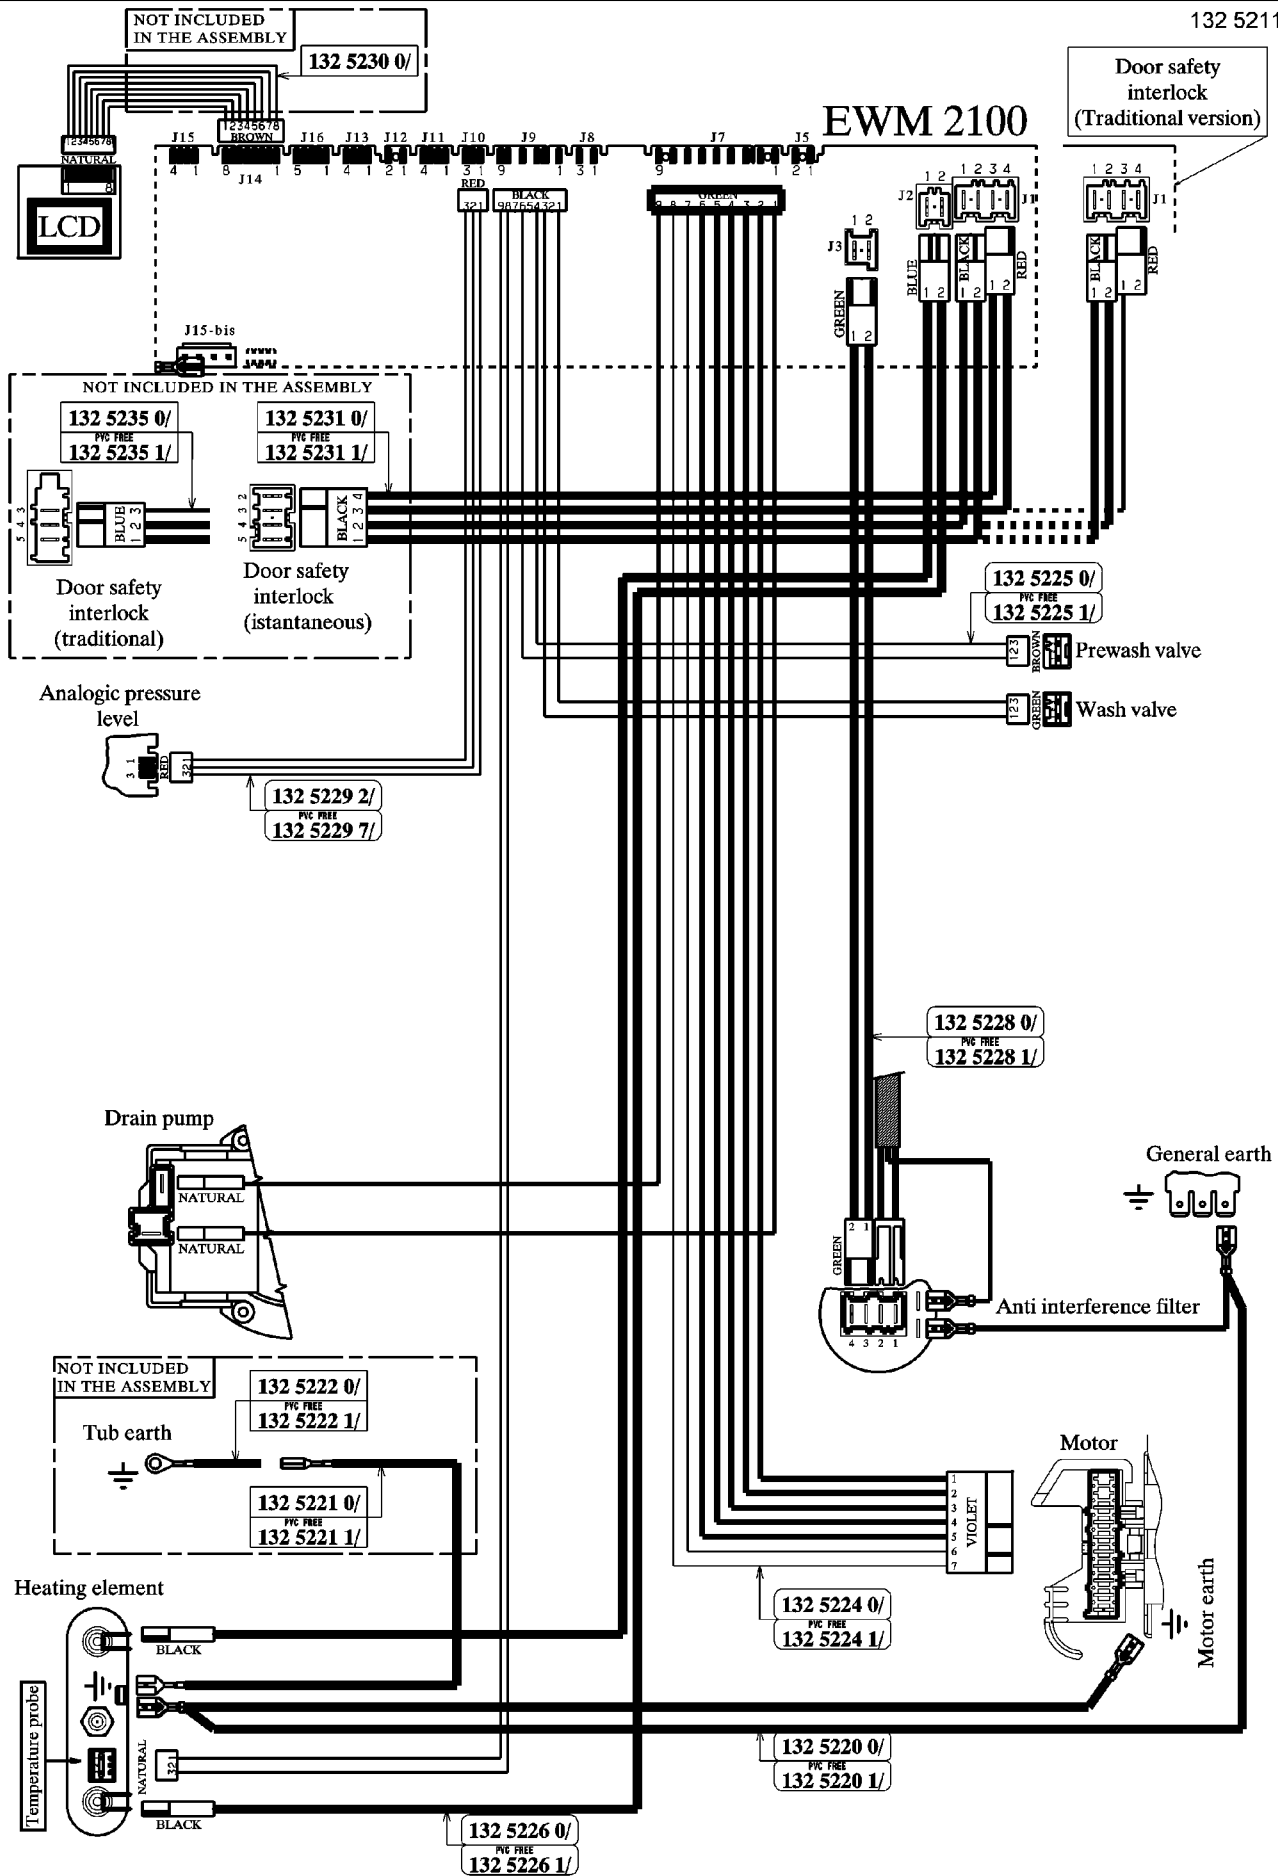 132 5211
NOT INCLUDED
IN THE ASSEMBLY
132 5230 0/
Door safety
interlock
(Traditional version)
EWM 2100
12345678
BROWN
J15 J16 J13 J12 J11 J10 J9 J8 J7 J5
4 1 8 1 5 1 4 1 2 1 4 1 3 1 9 1 3 1 9 1 2 1
J14
12345678
NATURAL
1 8
LCD
RED
321
BLACK
987654321
GREEN
9 8 7 6 5 4 3 2 1
1 2
J2
1 2 3 4
J1
1 2 3 4
J1
1 2
J3
BLUE
1 2
BLACK
1 2
RED
1 2
BLACK
1 2
RED
1 2
GREEN
1 2
J15-bis
NOT INCLUDED IN THE ASSEMBLY
132 5235 0/
PVC FREE
132 5235 1/
132 5231 0/
PVC FREE
132 5231 1/
5 4 3
BLUE
1 2 3
5 4 3 2
BLACK
1 2 3 4
Door safety
interlock
(traditional)
Door safety
interlock
(istantaneous)
132 5225 0/
PVC FREE
132 5225 1/
123
BROWN
Prewash valve
123
GREEN
Wash valve
Analogic pressure
level
3 1
RED
321
132 5229 2/
PVC FREE
132 5229 7/
132 5228 0/
PVC FREE
132 5228 1/
Drain pump
NATURAL
NATURAL
General earth
GREEN
2 1
Anti interference filter
4 3 2 1
NOT INCLUDED
IN THE ASSEMBLY
132 5222 0/
PVC FREE
132 5222 1/
Tub earth
132 5221 0/
PVC FREE
132 5221 1/
Motor
1
2
3
4
5
6
7
VIOLET
Motor earth
132 5224 0/
PVC FREE
132 5224 1/
Heating element
BLACK
Temperature probe
NATURAL
321
BLACK
132 5220 0/
PVC FREE
132 5220 1/
132 5226 0/
PVC FREE
132 5226 1/